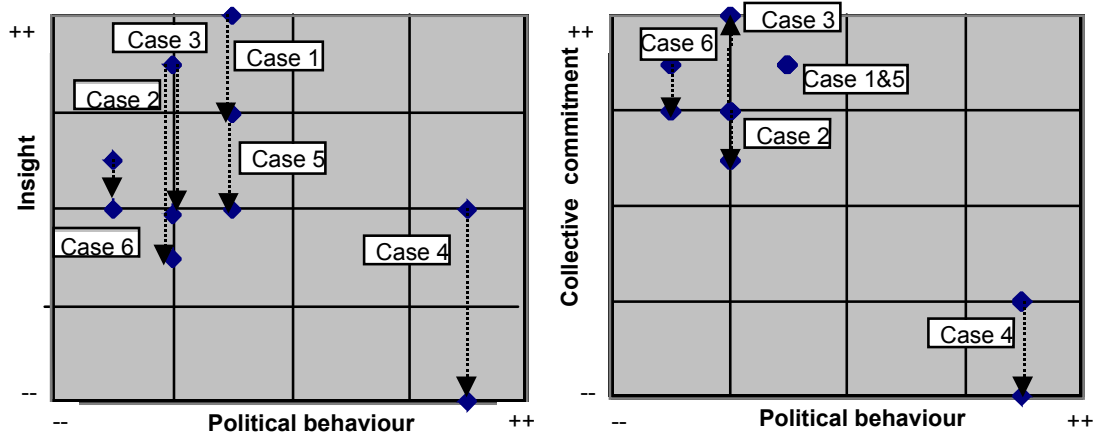 ++
Case 3
Case 1
Case 2
Case 5
Case 6
Case 4
Insight
--
--
Political behaviour
++
++
Case 3
Case 6
Case 1&5
Case 2
Case 4
Collective commitment
--
--
Political behaviour
++